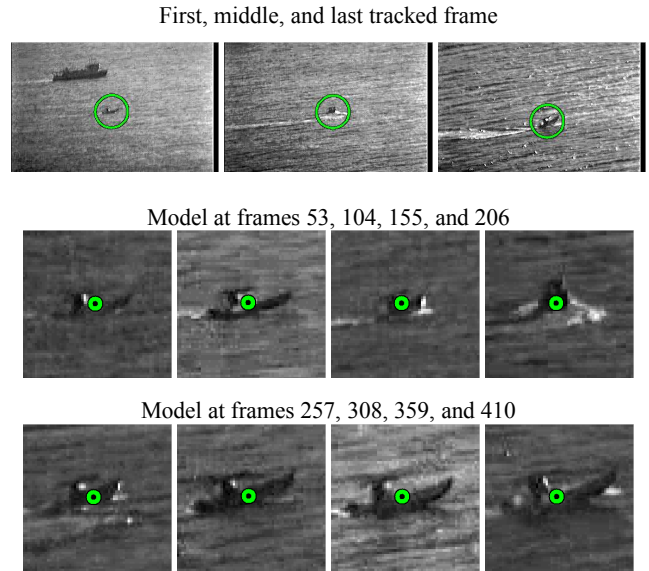 First, middle, and last tracked frame
Model at frames 53, 104, 155, and 206
Model at frames 257, 308, 359, and 410